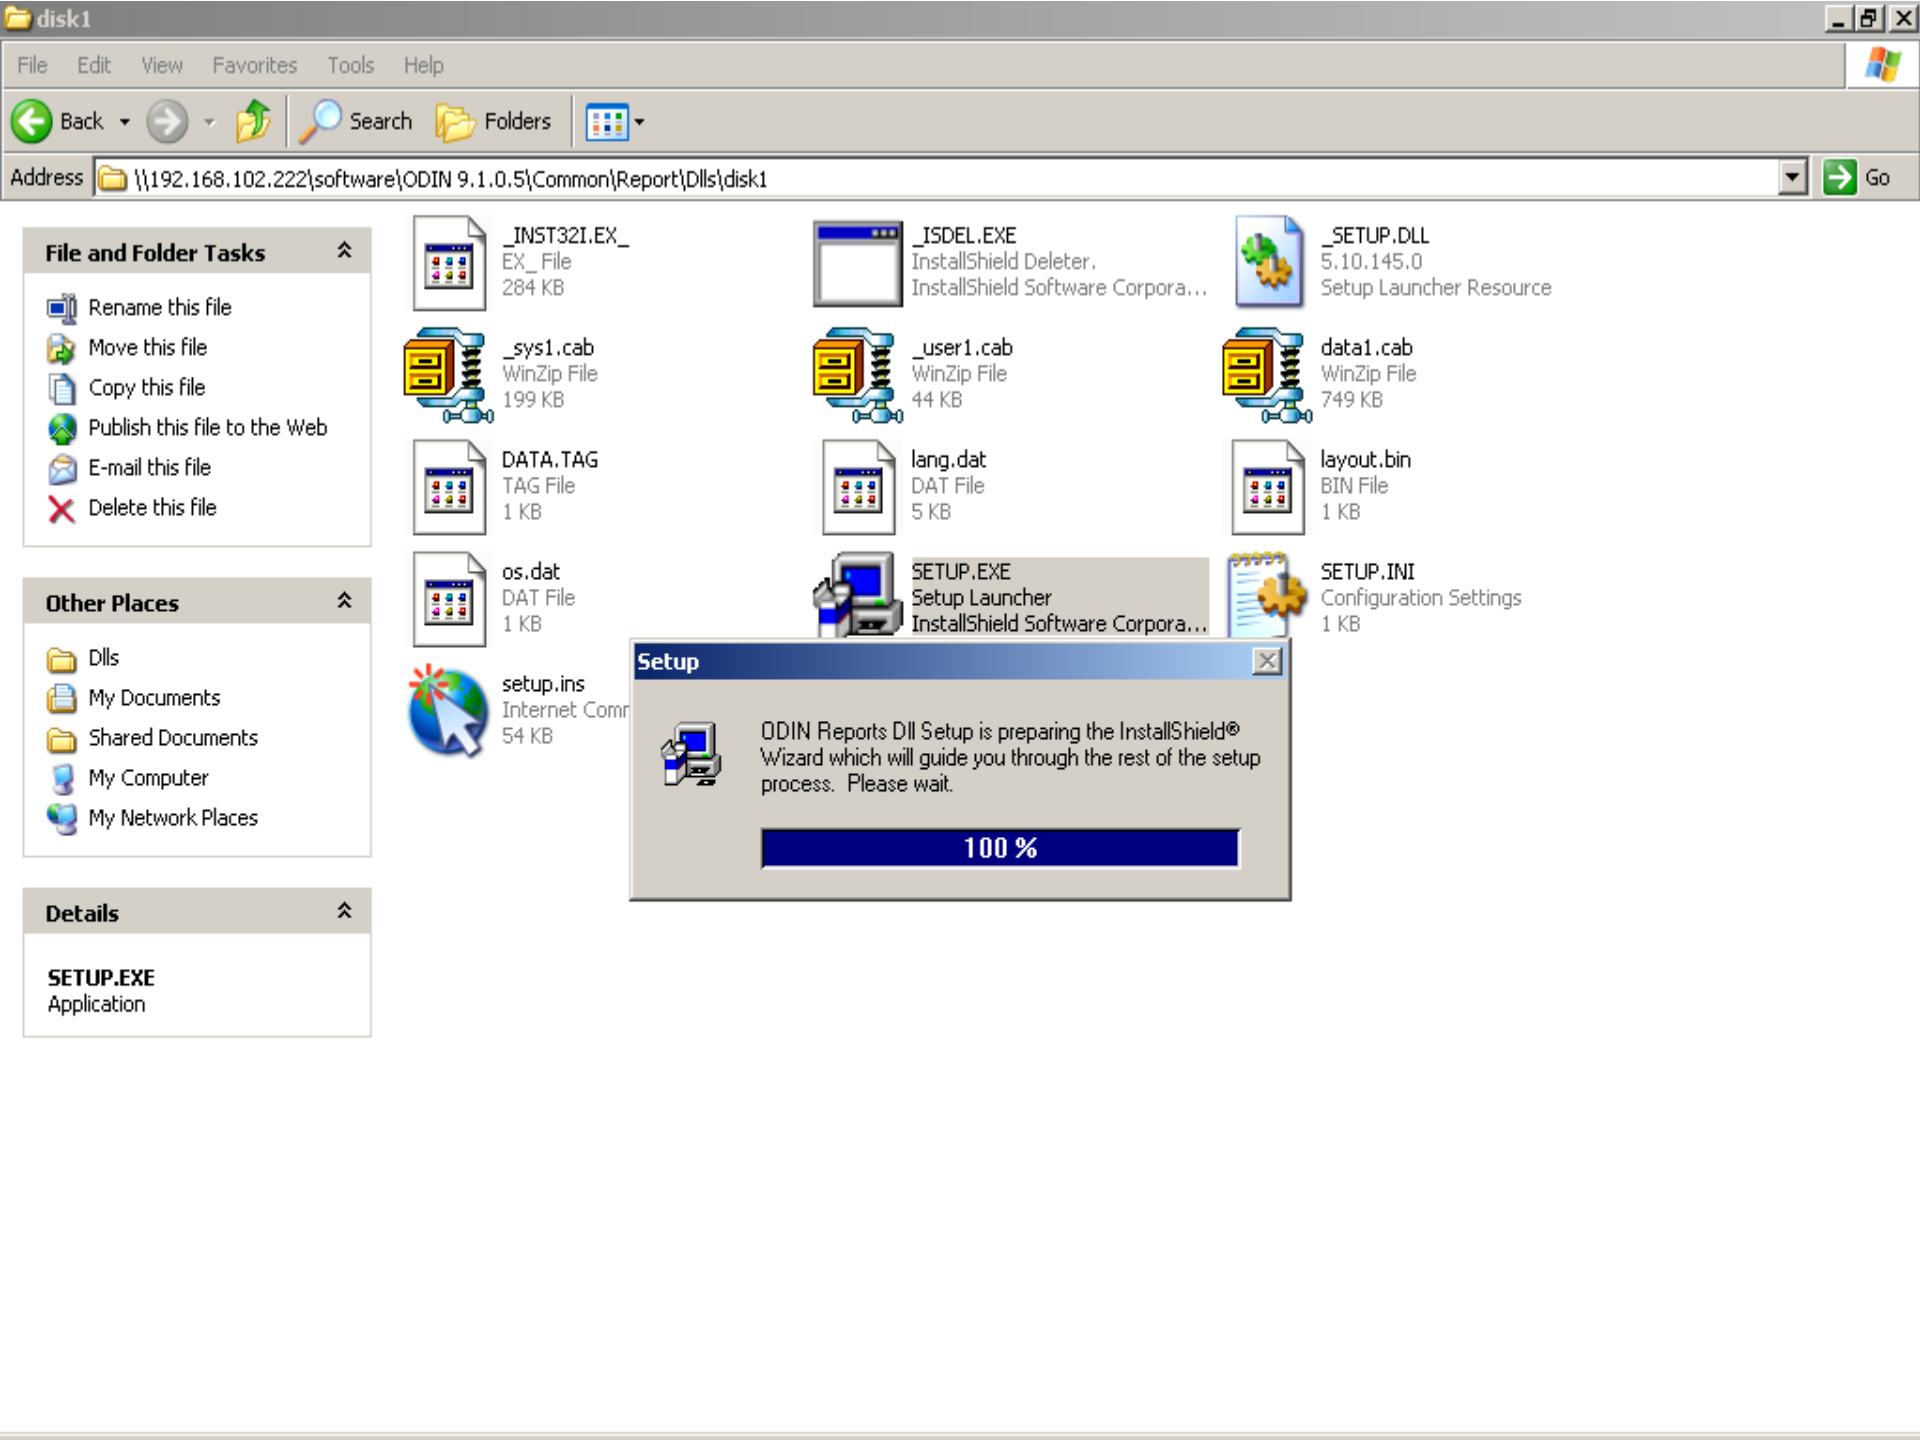 disk1
File Edit View Favorites Tools Help
Back Search Folders
Address \\192.168.102.222\software\ODIN 9.1.0.5\Common\Report\Dlls\disk1 Go
File and Folder Tasks
Rename this file
Move this file
Copy this file
Publish this file to the Web
E-mail this file
Delete this file
Other Places
Dlls
My Documents
Shared Documents
My Computer
My Network Places
Details
SETUP.EXE
Application
_INST32I.EX_
EX_ File
284 KB
_ISDEL.EXE
InstallShield Deleter.
InstallShield Software Corpora...
_SETUP.DLL
5.10.145.0
Setup Launcher Resource
_sys1.cab
WinZip File
199 KB
_user1.cab
WinZip File
44 KB
data1.cab
WinZip File
749 KB
DATA.TAG
TAG File
1 KB
lang.dat
DAT File
5 KB
layout.bin
BIN File
1 KB
os.dat
DAT File
1 KB
SETUP.EXE
Setup Launcher
InstallShield Software Corpora...
SETUP.INI
Configuration Settings
1 KB
setup.ins
Internet Comm
54 KB
Setup
ODIN Reports Dll Setup is preparing the InstallShield®
Wizard which will guide you through the rest of the setup
process. Please wait.
100 %